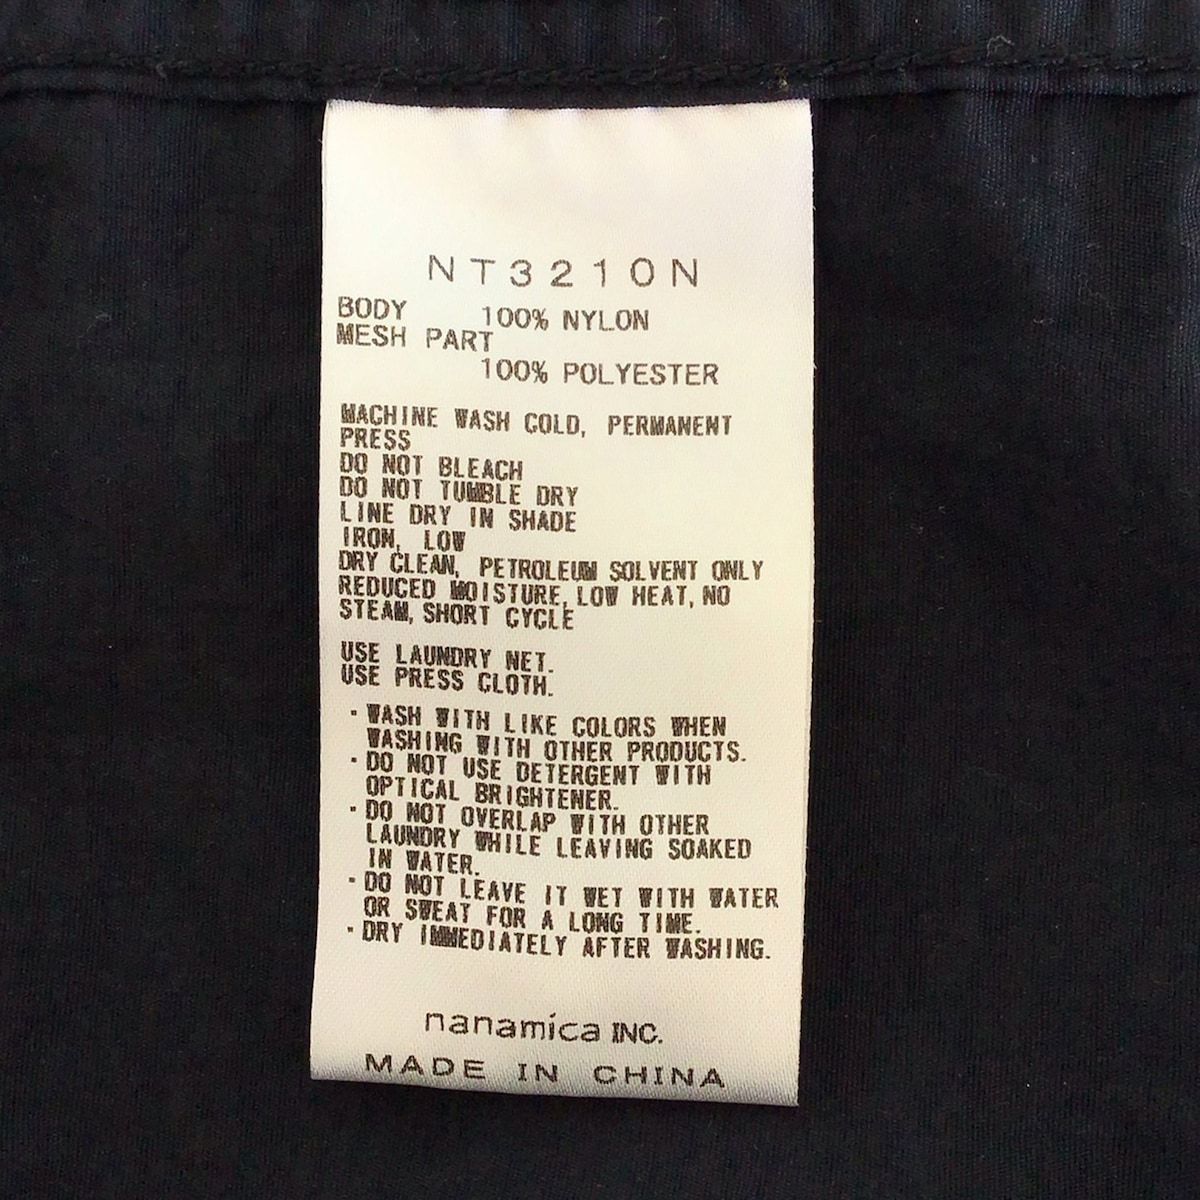 NT3210N
BODY 100% NYLON
MESH PART
100% POLYESTER
MACHINE WASH COLD, PERMANENT
PRESS
DO NOT BLEACH
DO NOT TUMBLE DRY
LINE DRY IN SHADE
IRON, LOW
DRY CLEAN, PETROLEUM SOLVENT ONLY
REDUCED MOISTURE, LOW HEAT, NO
STEAM, SHORT CYCLE
USE LAUNDRY NET.
USE PRESS CLOTH.
・WASH WITH LIKE COLORS WHEN
WASHING WITH OTHER PRODUCTS.
・DO NOT USE DETERGENT WITH
OPTICAL BRIGHTENER.
・DO NOT OVERLAP WITH OTHER
LAUNDRY WHILE LEAVING SOAKED
IN WATER.
・DO NOT LEAVE IT WET WITH WATER
OR SWEAT FOR A LONG TIME.
・DRY IMMEDIATELY AFTER WASHING.
nanamica INC.
MADE IN CHINA